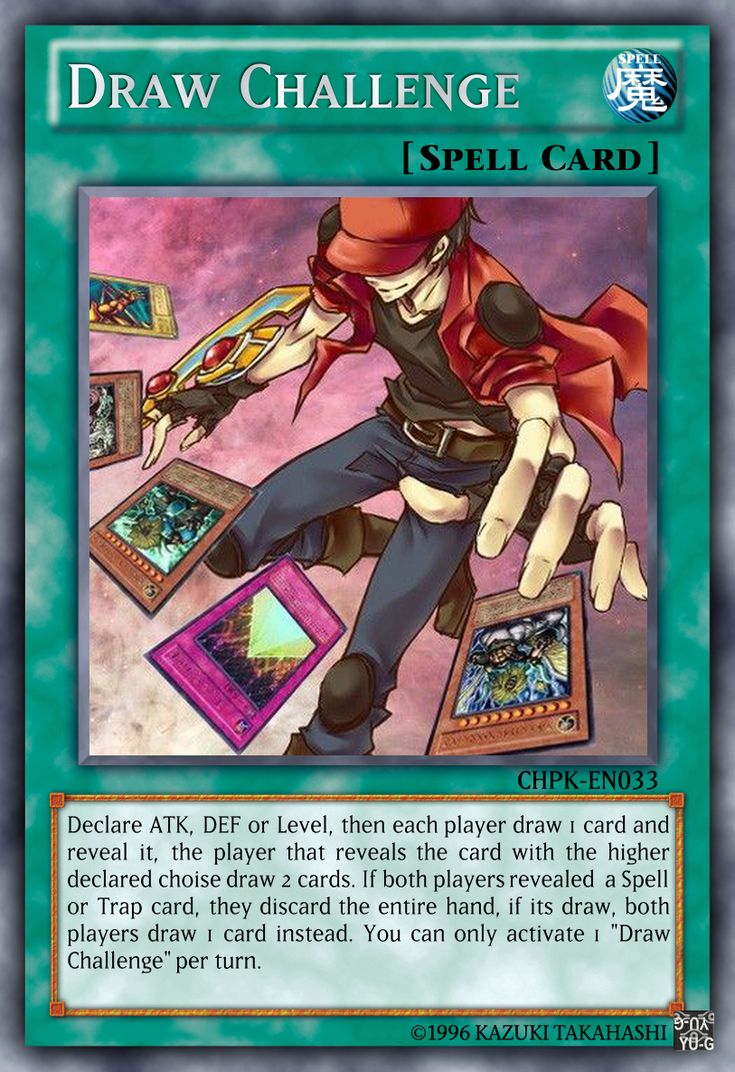 DRAW CHALLENGE
SPELL
魔
[SPELL CARD]
CHPK-EN033
Declare ATK, DEF or Level, then each player draw 1 card and
reveal it, the player that reveals the card with the higher
declared choise draw 2 cards. If both players revealed a Spell
or Trap card, they discard the entire hand, if its draw, both
players draw 1 card instead. You can only activate 1 "Draw
Challenge" per turn.
©1996 KAZUKI TAKAHASHI
YU-G